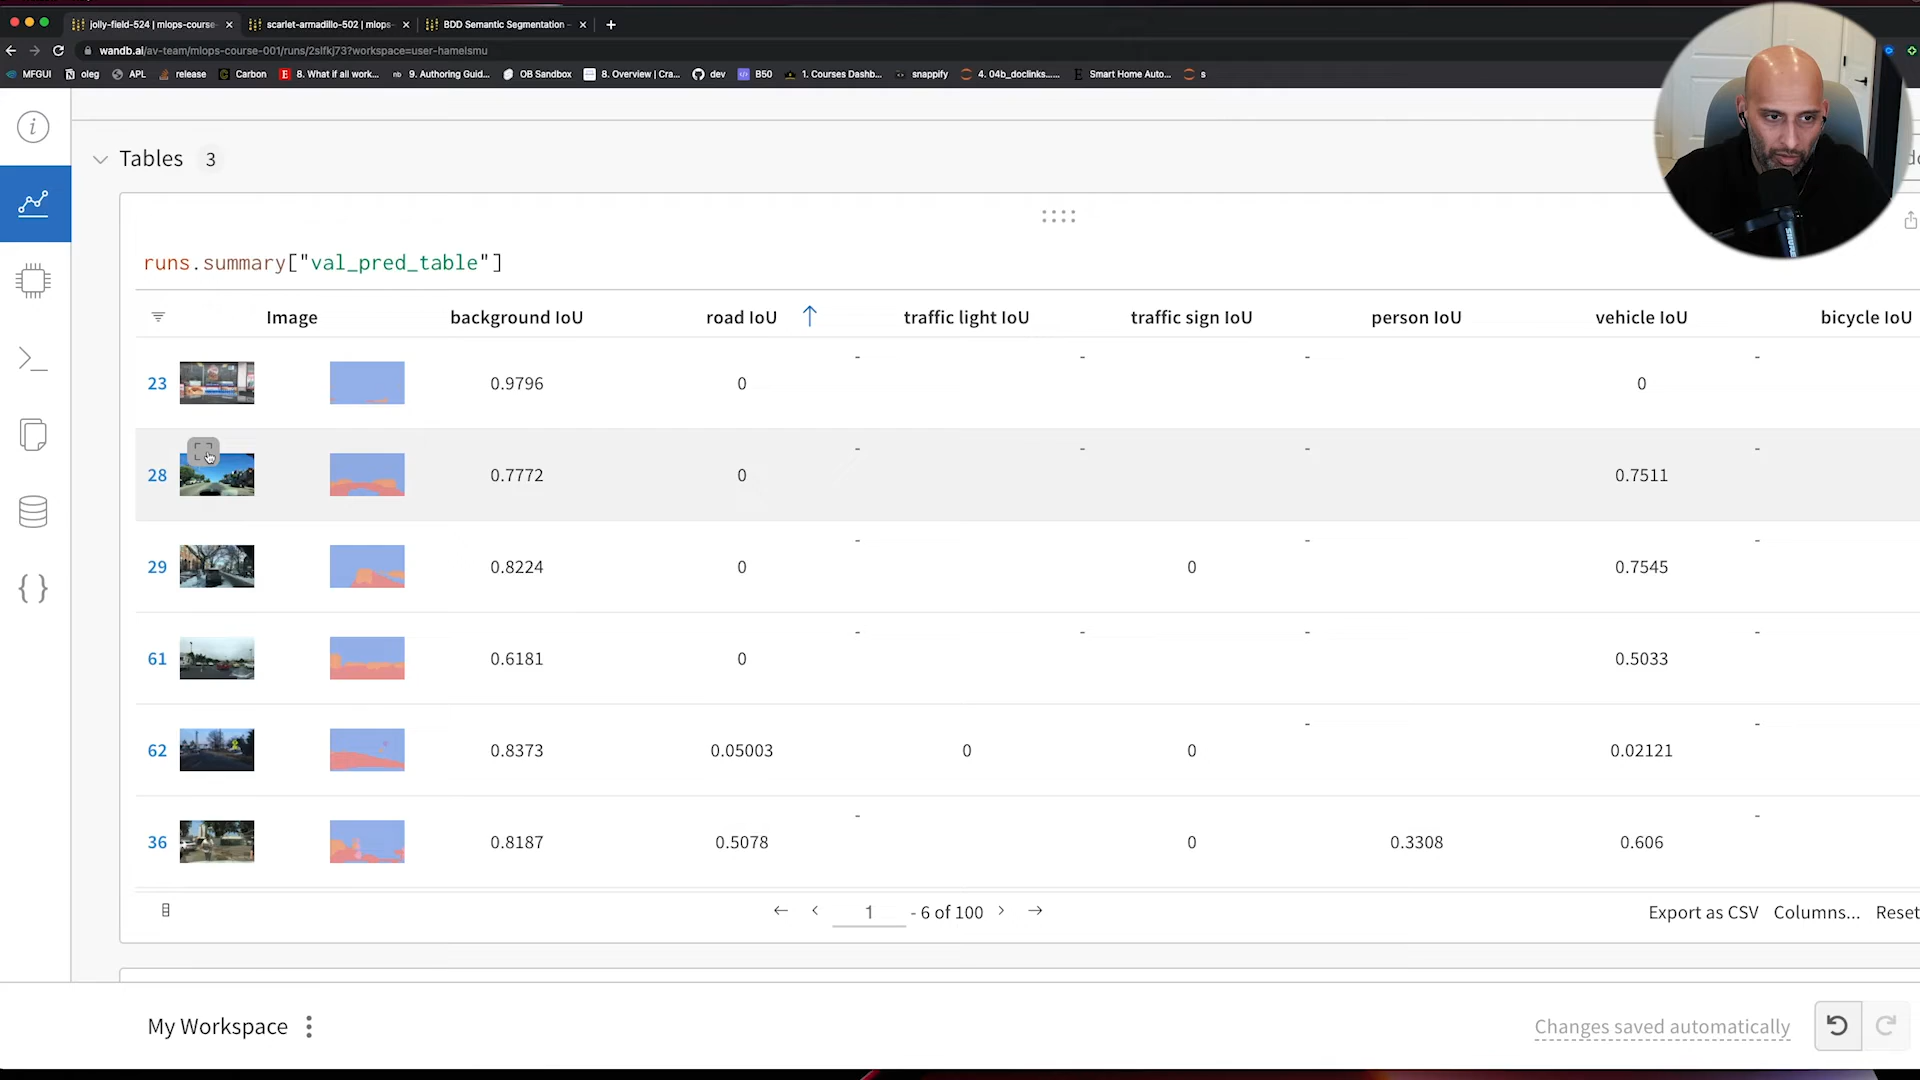 jolly-field-524 | mlops-course-
scarlet-armadillo-502 | mlops-
BDD Semantic Segmentation -
wandb.ai/av-team/mlops-course-001/runs/2slfkj73?workspace=user-hamelsmu
MFGUI oleg APL release Carbon 8. What if all work... 9. Authoring Guid... OB Sandbox 8. Overview | Cra... dev B50 1. Courses Dashb... snappify 4. 04b_doclinks...... Smart Home Auto... s
Tables 3
runs.summary["val_pred_table"]
Image background IoU road IoU traffic light IoU traffic sign IoU person IoU vehicle IoU bicycle IoU
23 0.9796 0 - - - 0 -
28 0.7772 0 - - - 0.7511 -
29 0.8224 0 - 0 - 0.7545 -
61 0.6181 0 - - - 0.5033 -
62 0.8373 0.05003 0 0 - 0.02121 -
36 0.8187 0.5078 - 0 0.3308 0.606 -
1 - 6 of 100
Export as CSV Columns... Reset
My Workspace
Changes saved automatically